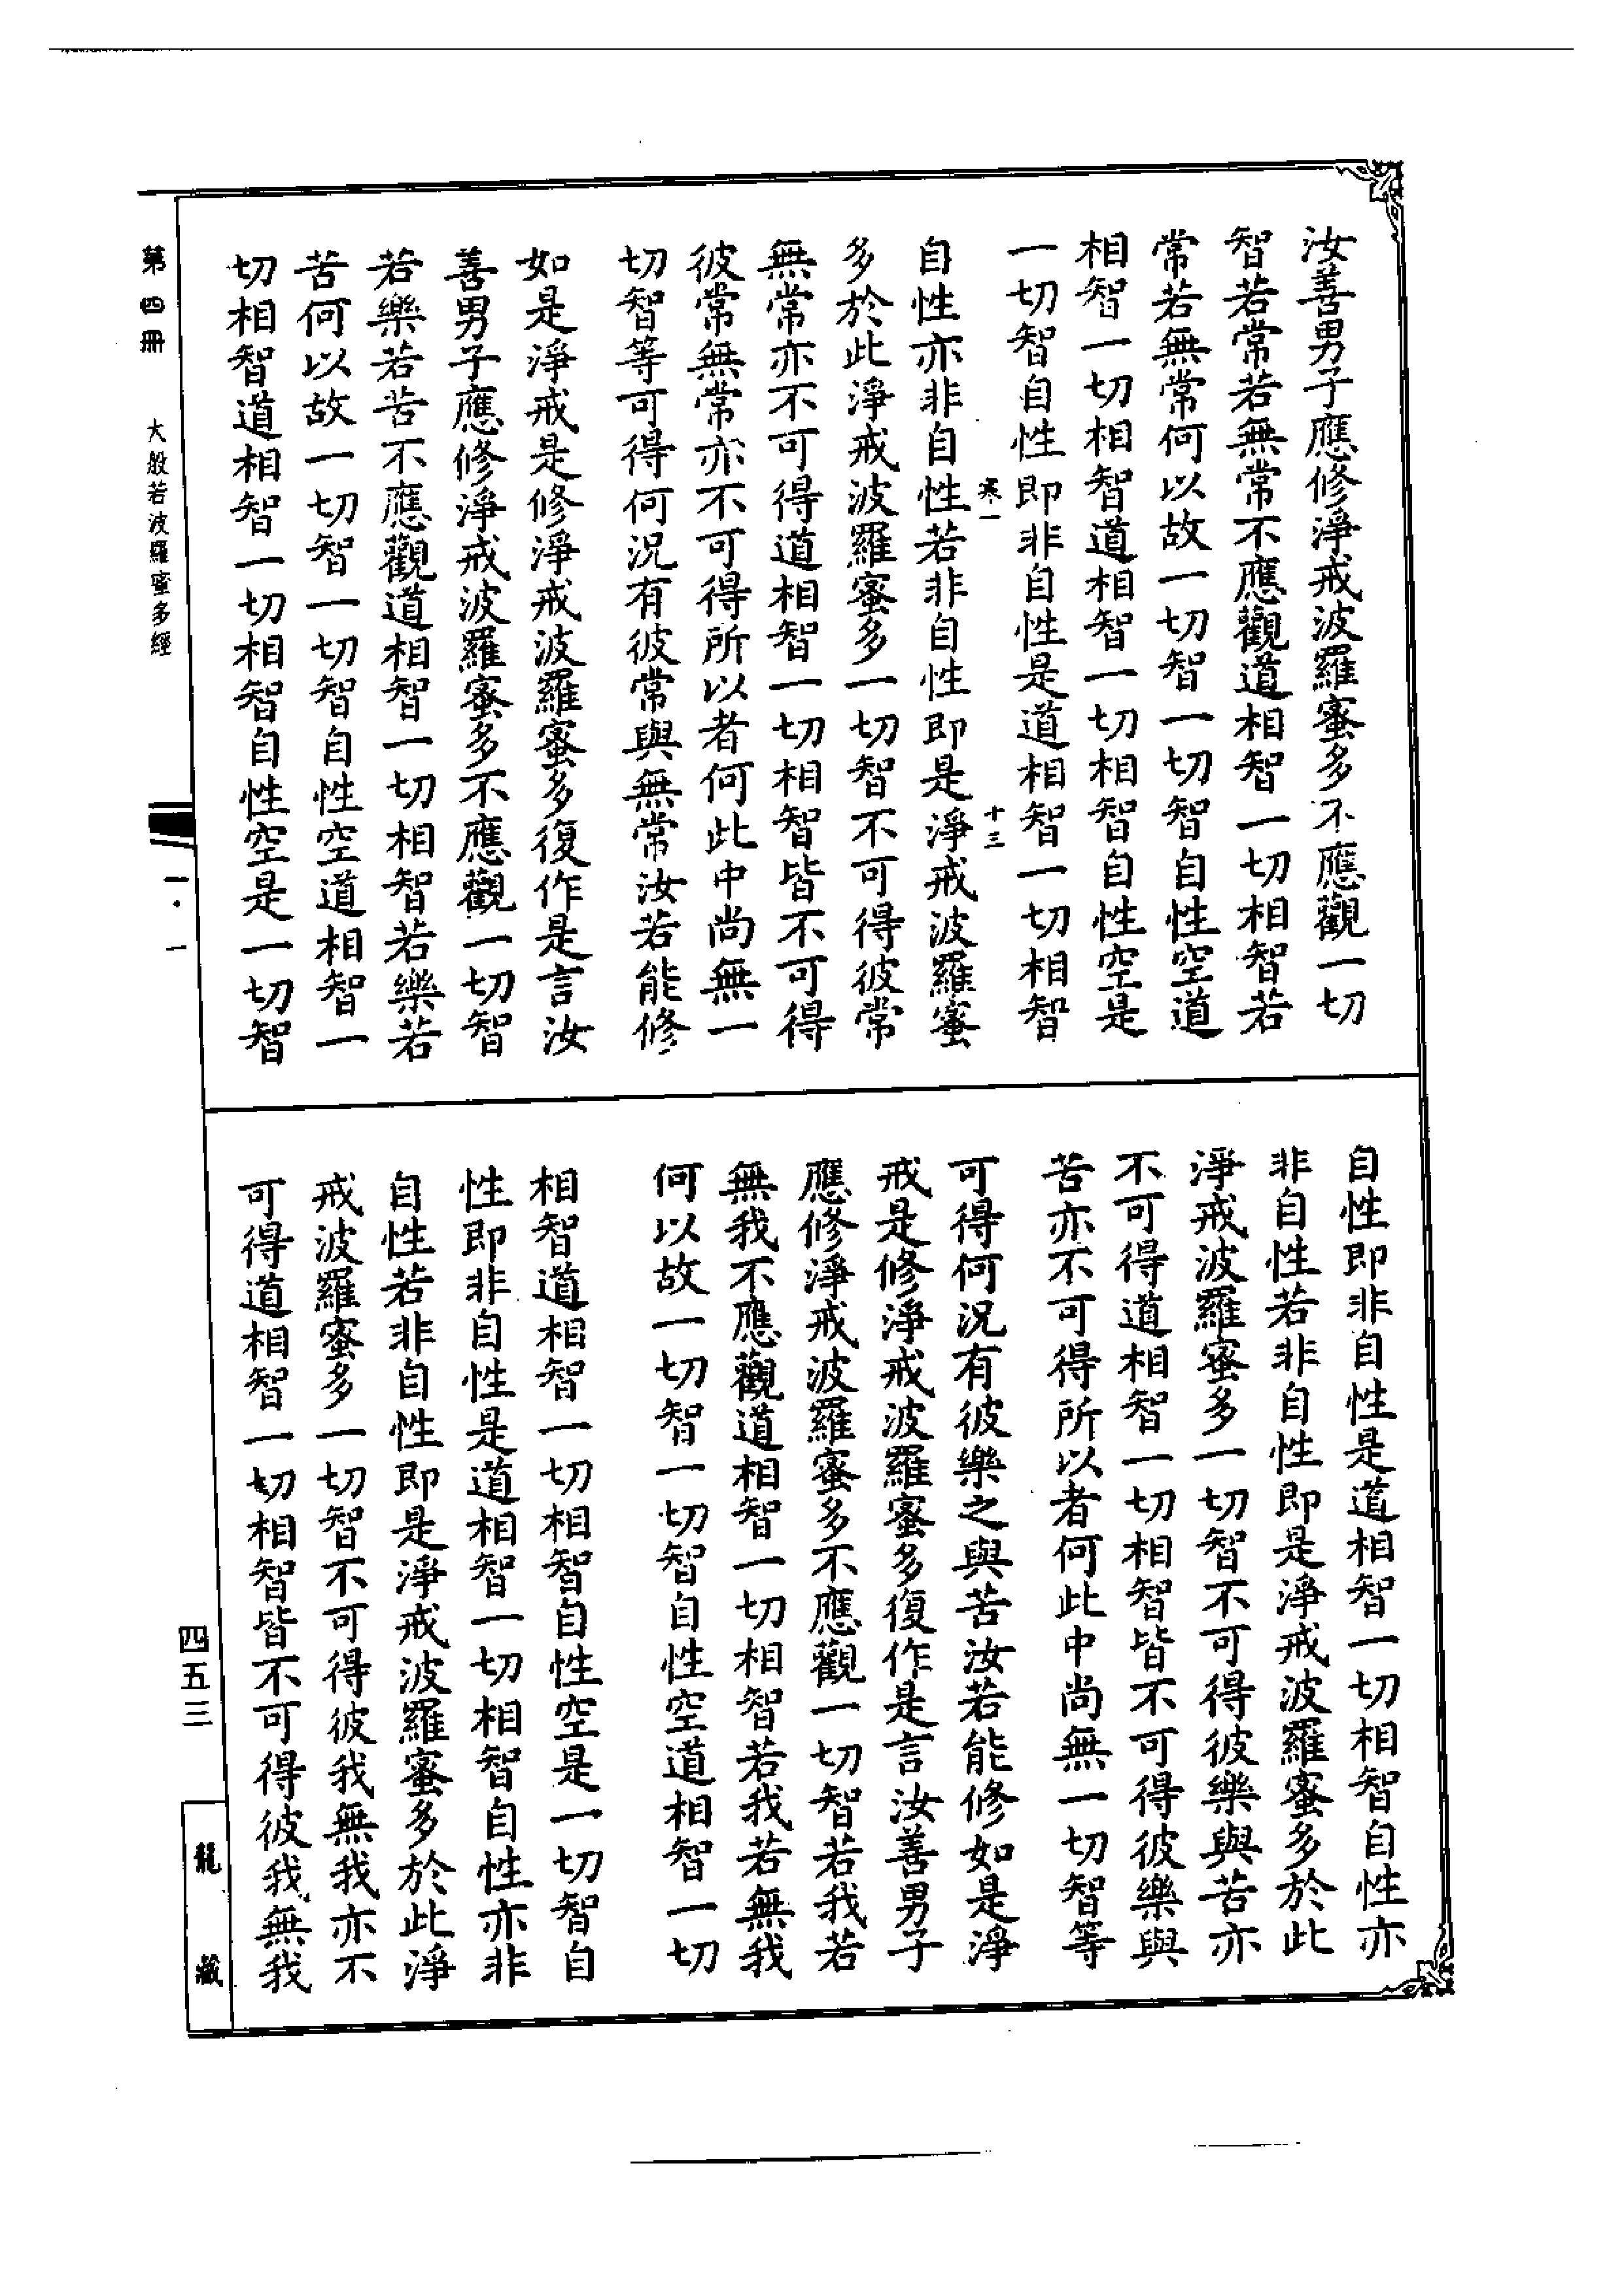 汝善男子應修淨戒波羅蜜多不應觀一切
智若常若無常不應觀道相智一切相智若
常若無常何以故一切智一切智自性空道
相智一切相智道相智一切相智自性空是
一切智自性即非自性是道相智一切相智
寒一
十三
自性亦非自性若非自性即是淨戒波羅蜜
多於此淨戒波羅蜜多一切智不可得彼常
無常亦不可得道相智一切相智皆不可得
彼常無常亦不可得所以者何此中尚無一
切智等可得何況有彼常與無常汝若能修
如是淨戒是修淨戒波羅蜜多復作是言汝
善男子應修淨戒波羅蜜多不應觀一切智
若樂若苦不應觀道相智一切相智若樂若
苦何以故一切智一切智自性空道相智一
切相智道相智一切相智自性空是一切智
自性即非自性是道相智一切相智自性亦
非自性若非自性即是淨戒波羅蜜多於此
淨戒波羅蜜多一切智不可得彼樂與苦亦
不可得道相智一切相智皆不可得彼樂與
苦亦不可得所以者何此中尚無一切智等
可得何況有彼樂之與苦汝若能修如是淨
戒是修淨戒波羅蜜多復作是言汝善男子
應修淨戒波羅蜜多不應觀一切智若我若
無我不應觀道相智一切相智若我若無我
何以故一切智一切智自性空道相智一切
相智道相智一切相智自性空是一切智自
性即非自性是道相智一切相智自性亦非
自性若非自性即是淨戒波羅蜜多於此淨
戒波羅蜜多一切智不可得彼我無我亦不
可得道相智一切相智皆不可得彼我無我
第四冊
大般若波羅蜜多經
一·一
四五三
龍藏